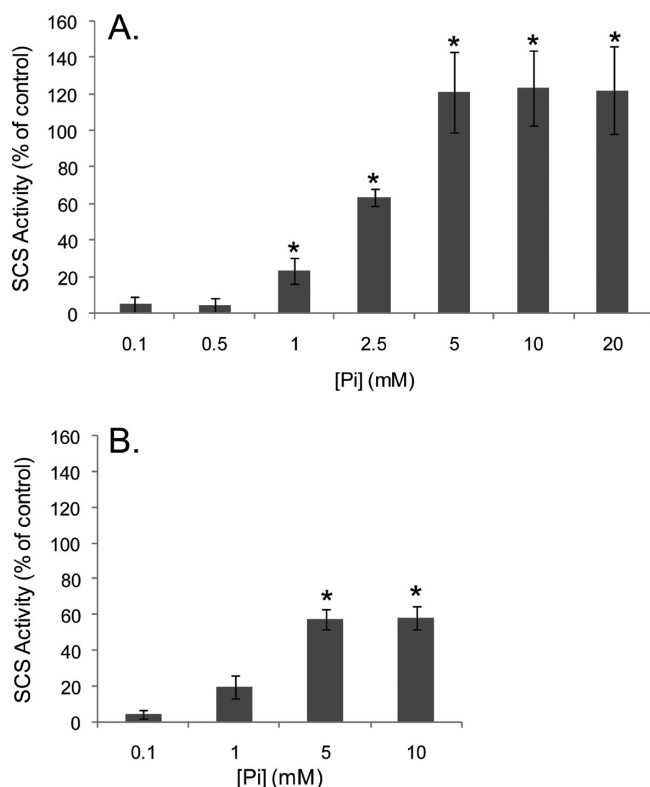 A.
SCS Activity (% of control)
160
140
120
100
80
60
40
20
0
* * * * *
0.1 0.5 1 2.5 5 10 20
[Pi] (mM)
B.
SCS Activity (% of control)
160
140
120
100
80
60
40
20
0
* *
0.1 1 5 10
[Pi] (mM)